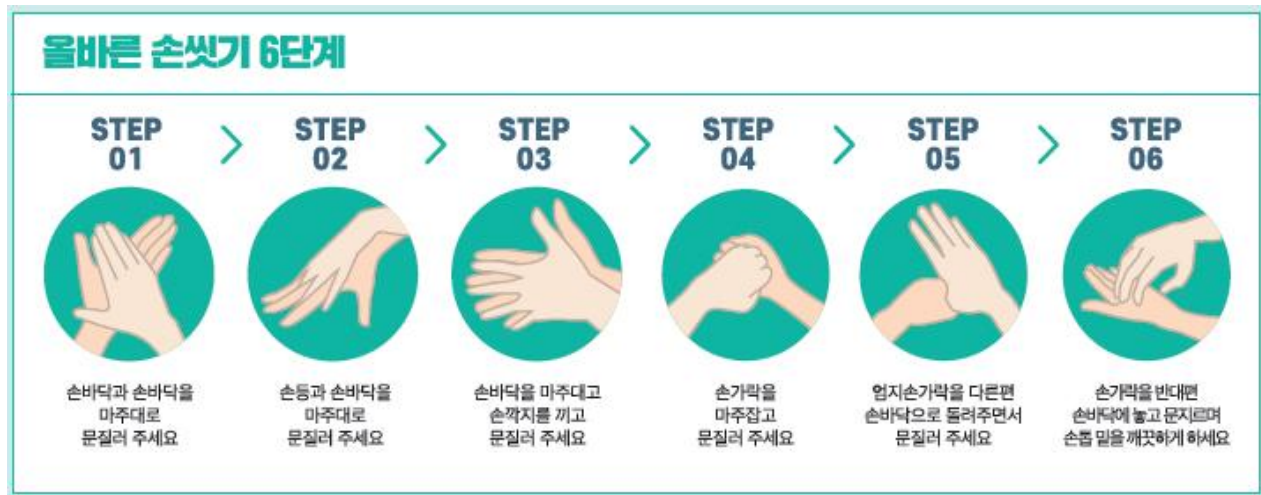 올바른 손씻기 6단계
STEP
01
STEP
02
STEP
03
STEP
04
STEP
05
STEP
06
손바닥과 손바닥을
마주대로
문질러 주세요
손등과 손바닥을
마주대로
문질러 주세요
손바닥을 마주대고
손깍지를 끼고
문질러 주세요
손가락을
마주잡고
문질러 주세요
엄지손가락을 다른편
손바닥으로 돌려주면서
문질러 주세요
손가락을 반대편
손바닥에 놓고 문지르며
손톱 밑을 깨끗하게 하세요